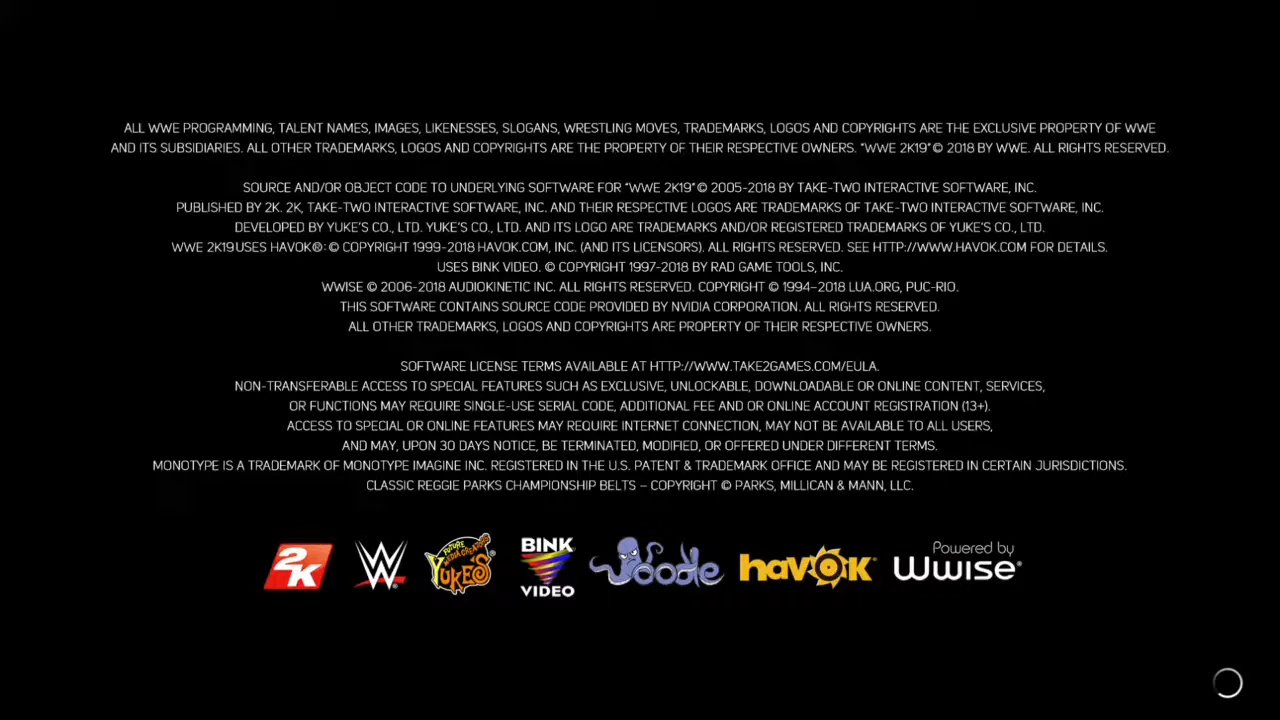 ALL WWE PROGRAMMING, TALENT NAMES, IMAGES, LIKENESSES, SLOGANS, WRESTLING MOVES, TRADEMARKS, LOGOS AND COPYRIGHTS ARE THE EXCLUSIVE PROPERTY OF WWE
AND ITS SUBSIDIARIES. ALL OTHER TRADEMARKS, LOGOS AND COPYRIGHTS ARE THE PROPERTY OF THEIR RESPECTIVE OWNERS. “WWE 2K19” © 2018 BY WWE. ALL RIGHTS RESERVED.
SOURCE AND/OR OBJECT CODE TO UNDERLYING SOFTWARE FOR “WWE 2K19” © 2005-2018 BY TAKE-TWO INTERACTIVE SOFTWARE, INC.
PUBLISHED BY 2K. 2K, TAKE-TWO INTERACTIVE SOFTWARE, INC. AND THEIR RESPECTIVE LOGOS ARE TRADEMARKS OF TAKE-TWO INTERACTIVE SOFTWARE, INC.
DEVELOPED BY YUKE'S CO., LTD. YUKE'S CO., LTD. AND ITS LOGO ARE TRADEMARKS AND/OR REGISTERED TRADEMARKS OF YUKE'S CO., LTD.
WWE 2K19 USES HAVOK®: © COPYRIGHT 1999-2018 HAVOK.COM, INC. (AND ITS LICENSORS). ALL RIGHTS RESERVED. SEE HTTP://WWW.HAVOK.COM FOR DETAILS.
USES BINK VIDEO. © COPYRIGHT 1997-2018 BY RAD GAME TOOLS, INC.
WWISE © 2006-2018 AUDIOKINETIC INC. ALL RIGHTS RESERVED. COPYRIGHT © 1994–2018 LUA.ORG, PUC-RIO.
THIS SOFTWARE CONTAINS SOURCE CODE PROVIDED BY NVIDIA CORPORATION. ALL RIGHTS RESERVED.
ALL OTHER TRADEMARKS, LOGOS AND COPYRIGHTS ARE PROPERTY OF THEIR RESPECTIVE OWNERS.
SOFTWARE LICENSE TERMS AVAILABLE AT HTTP://WWW.TAKE2GAMES.COM/EULA.
NON-TRANSFERABLE ACCESS TO SPECIAL FEATURES SUCH AS EXCLUSIVE, UNLOCKABLE, DOWNLOADABLE OR ONLINE CONTENT, SERVICES,
OR FUNCTIONS MAY REQUIRE SINGLE-USE SERIAL CODE, ADDITIONAL FEE AND OR ONLINE ACCOUNT REGISTRATION (13+).
ACCESS TO SPECIAL OR ONLINE FEATURES MAY REQUIRE INTERNET CONNECTION, MAY NOT BE AVAILABLE TO ALL USERS,
AND MAY, UPON 30 DAYS NOTICE, BE TERMINATED, MODIFIED, OR OFFERED UNDER DIFFERENT TERMS.
MONOTYPE IS A TRADEMARK OF MONOTYPE IMAGINE INC. REGISTERED IN THE U.S. PATENT & TRADEMARK OFFICE AND MAY BE REGISTERED IN CERTAIN JURISDICTIONS.
CLASSIC REGGIE PARKS CHAMPIONSHIP BELTS – COPYRIGHT © PARKS, MILLICAN & MANN, LLC.
2K
W
FUTURE MEDIA CREATORS
YUKE'S®
BINK
VIDEO
Oodle
havok
Powered by
Wwise®